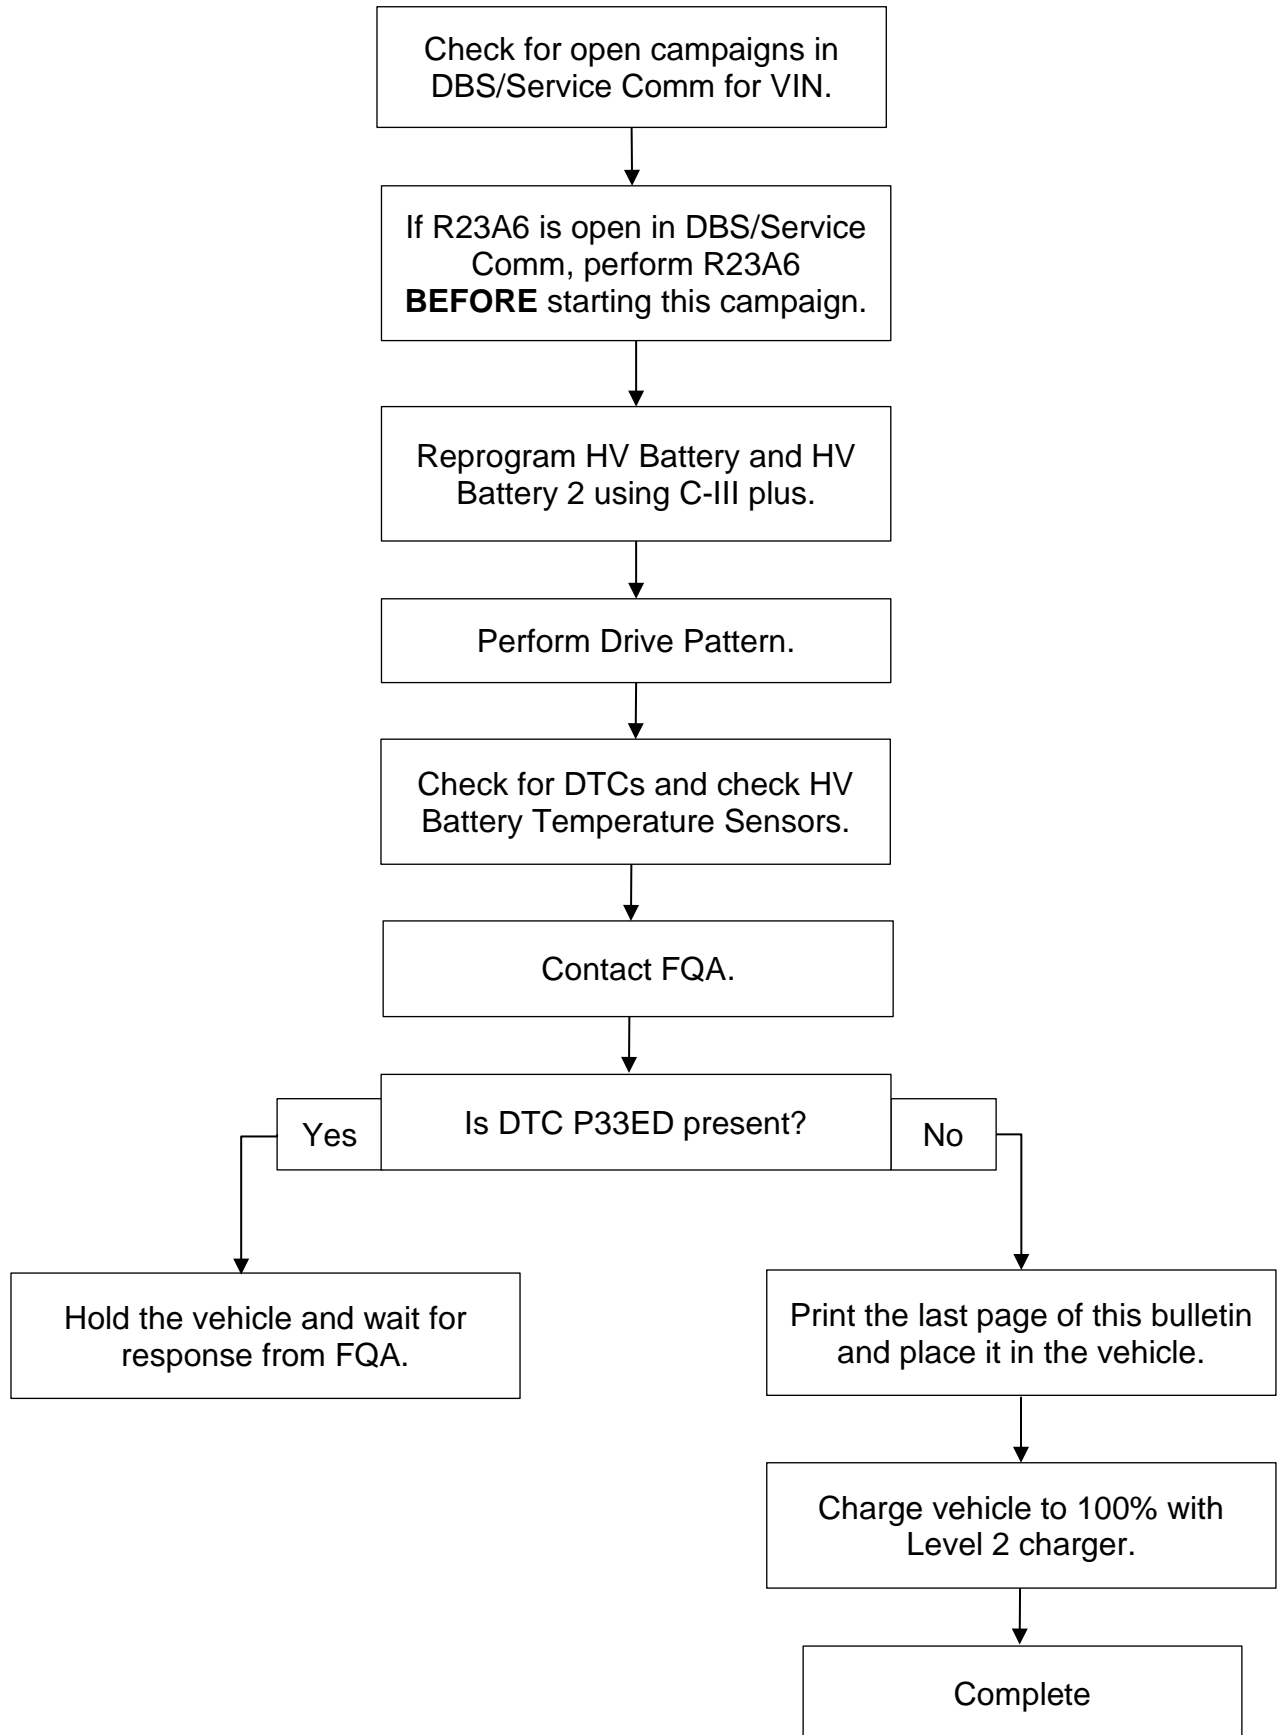 Check for open campaigns in
DBS/Service Comm for VIN.
If R23A6 is open in DBS/Service
Comm, perform R23A6
BEFORE starting this campaign.
Reprogram HV Battery and HV
Battery 2 using C-III plus.
Perform Drive Pattern.
Check for DTCs and check HV
Battery Temperature Sensors.
Contact FQA.
Is DTC P33ED present?
Yes
No
Hold the vehicle and wait for
response from FQA.
Print the last page of this bulletin
and place it in the vehicle.
Charge vehicle to 100% with
Level 2 charger.
Complete